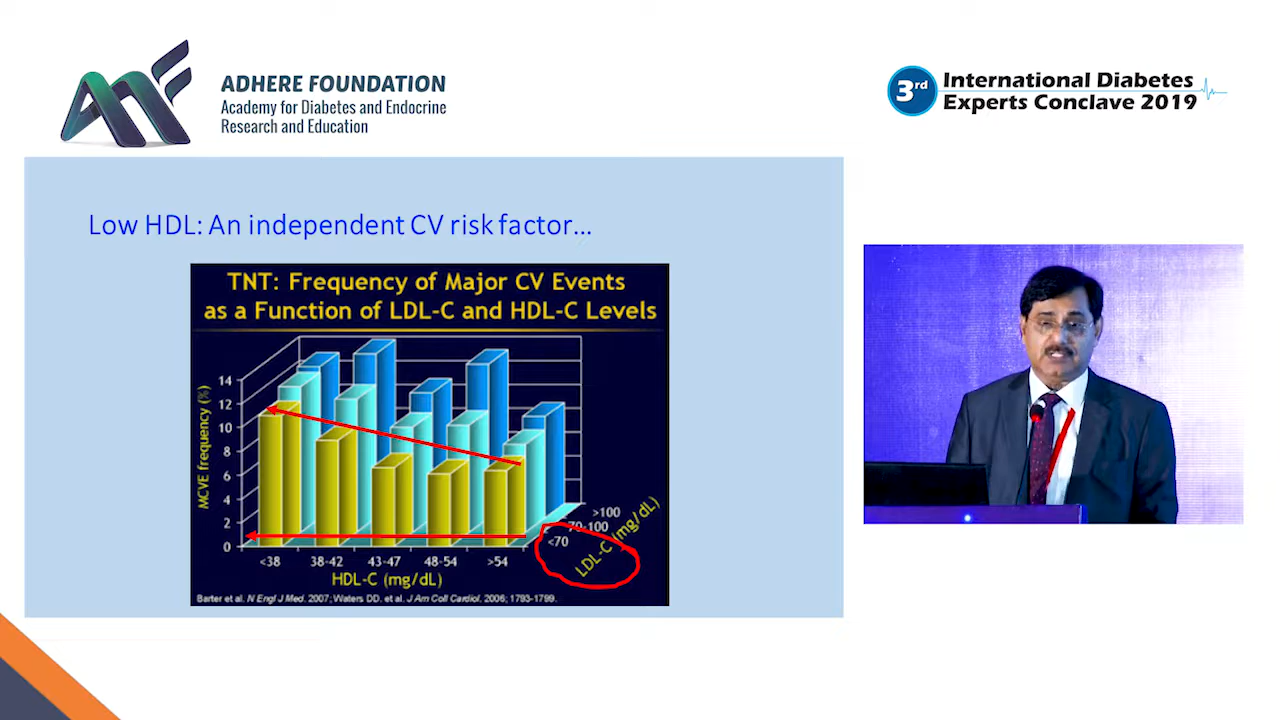 ADHERE FOUNDATION
Academy for Diabetes and Endocrine
Research and Education
3rd
International Diabetes
Experts Conclave 2019
Low HDL: An independent CV risk factor...
TNT: Frequency of Major CV Events
as a Function of LDL-C and HDL-C Levels
MCVE frequency (%)
14
12
10
8
6
4
2
0
<38
38-42
43-47
48-54
>54
HDL-C (mg/dL)
>100
70-100
<70
LDL-C (mg/dL)
Barter et al. N Engl J Med. 2007; Waters DD. et al. J Am Coll Cardiol. 2006; 1793-1799.